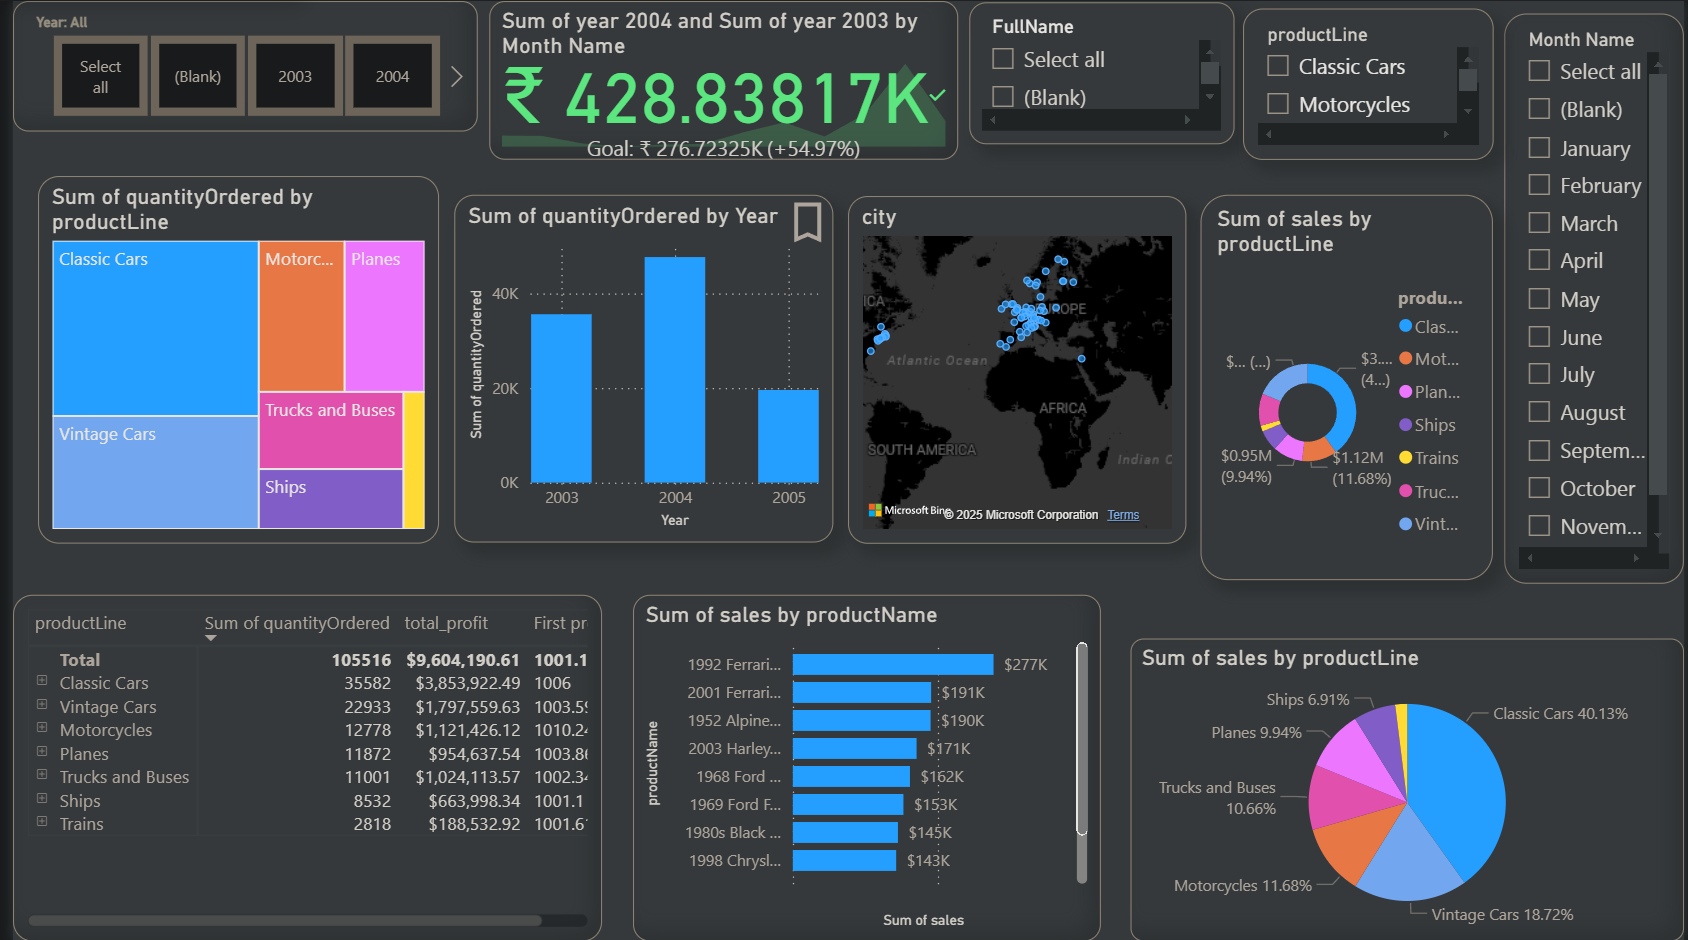 Year: All
Select
all
(Blank)
2003
2004
Sum of year 2004 and Sum of year 2003 by
Month Name
₹ 428.83817K
Goal: ₹ 276.72325K (+54.97%)
FullName
Select all
(Blank)
productLine
Classic Cars
Motorcycles
Month Name
Select all
(Blank)
January
February
March
April
May
June
July
August
Septem...
October
Novem...
Sum of quantityOrdered by
productLine
Classic Cars
Motorc...
Planes
Trucks and Buses
Vintage Cars
Ships
Sum of quantityOrdered by Year
Sum of quantityOrdered
40K
20K
0K
2003
2004
2005
Year
city
ICA
EUROPE
Atlantic Ocean
AFRICA
SOUTH AMERICA
Indian O
Microsoft Bing
© 2025 Microsoft Corporation Terms
Sum of sales by
productLine
produ...
Clas...
Mot...
Plan...
Ships
Trains
Truc...
Vint...
$... (...)
$3....
(4...)
$0.95M
(9.94%)
$1.12M
(11.68%)
productLine Sum of quantityOrdered total_profit First pr
Total 105516 $9,604,190.61 1001.1
Classic Cars 35582 $3,853,922.49 1006
Vintage Cars 22933 $1,797,559.63 1003.59
Motorcycles 12778 $1,121,426.12 1010.24
Planes 11872 $954,637.54 1003.86
Trucks and Buses 11001 $1,024,113.57 1002.34
Ships 8532 $663,998.34 1001.1
Trains 2818 $188,532.92 1001.61
Sum of sales by productName
productName
1992 Ferrari... $277K
2001 Ferrari... $191K
1952 Alpine... $190K
2003 Harley... $171K
1968 Ford ... $162K
1969 Ford F... $153K
1980s Black ... $145K
1998 Chrysl... $143K
Sum of sales
Sum of sales by productLine
Ships 6.91%
Classic Cars 40.13%
Planes 9.94%
Trucks and Buses
10.66%
Motorcycles 11.68%
Vintage Cars 18.72%